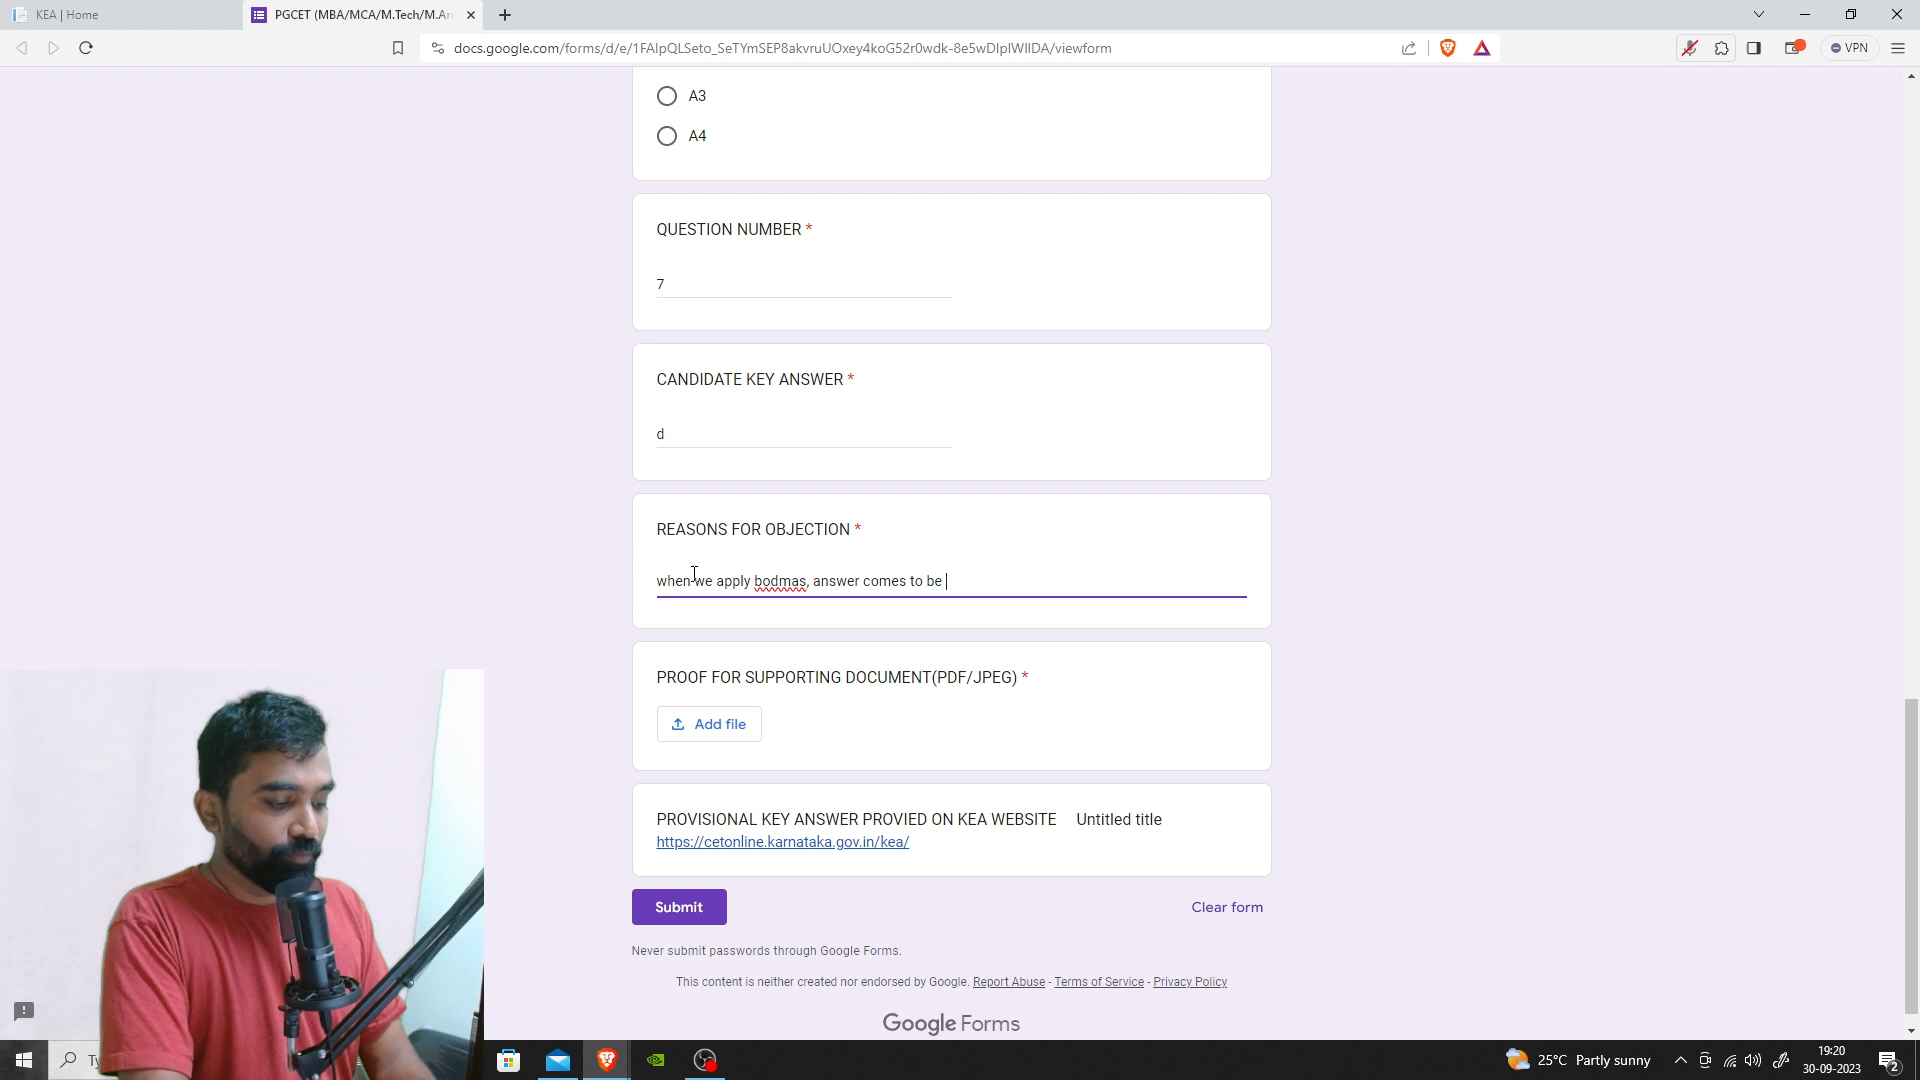 KEA | Home
PGCET (MBA/MCA/M.Tech/M.Ar
docs.google.com/forms/d/e/1FAIpQLSeto_SeTYmSEP8akvruUOxey4koG52r0wdk-8e5wDlpIWIIDA/viewform
VPN
A3
A4
QUESTION NUMBER *
7
CANDIDATE KEY ANSWER *
d
REASONS FOR OBJECTION *
when we apply bodmas, answer comes to be
PROOF FOR SUPPORTING DOCUMENT(PDF/JPEG) *
Add file
PROVISIONAL KEY ANSWER PROVIED ON KEA WEBSITE Untitled title
https://cetonline.karnataka.gov.in/kea/
Submit
Clear form
Never submit passwords through Google Forms.
This content is neither created nor endorsed by Google. Report Abuse - Terms of Service - Privacy Policy
Google Forms
Ty
25°C Partly sunny
19:20
30-09-2023
2